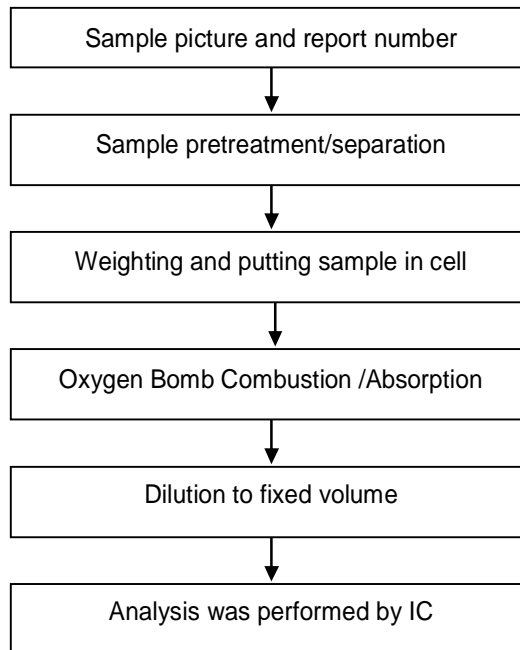 Sample picture and report number
Sample pretreatment/separation
Weighting and putting sample in cell
Oxygen Bomb Combustion /Absorption
Dilution to fixed volume
Analysis was performed by IC